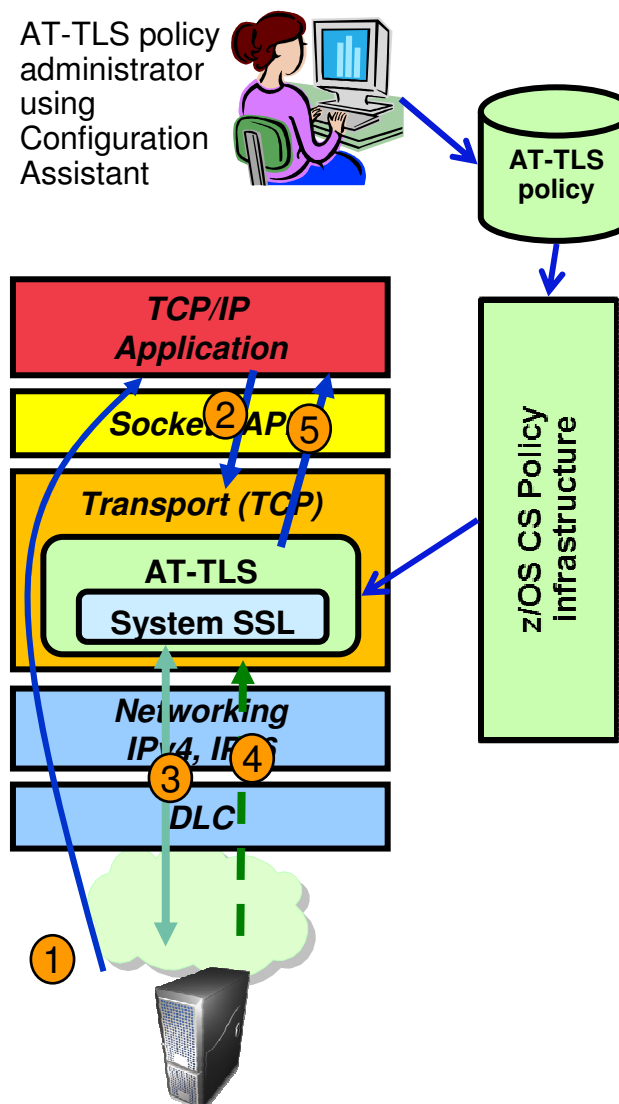 AT-TLS policy
administrator
using
Configuration
Assistant
AT-TLS
policy
TCP/IP
Application
2
5
Transport (TCP)
AT-TLS
System SSL
z/OS CS Policy
infrastructure
Networking
IPv4,
3
4
DLC
1